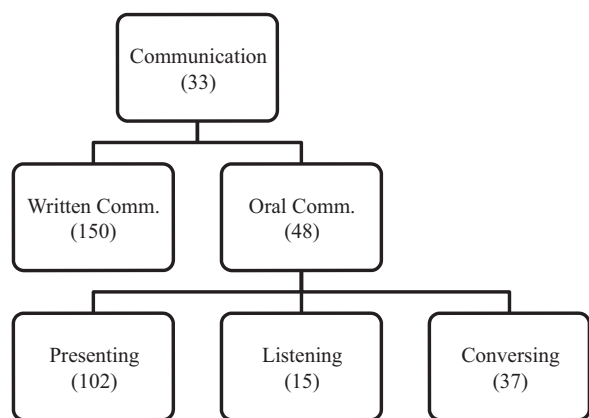 Communication
(33)
Written Comm.
(150)
Oral Comm.
(48)
Presenting
(102)
Listening
(15)
Conversing
(37)